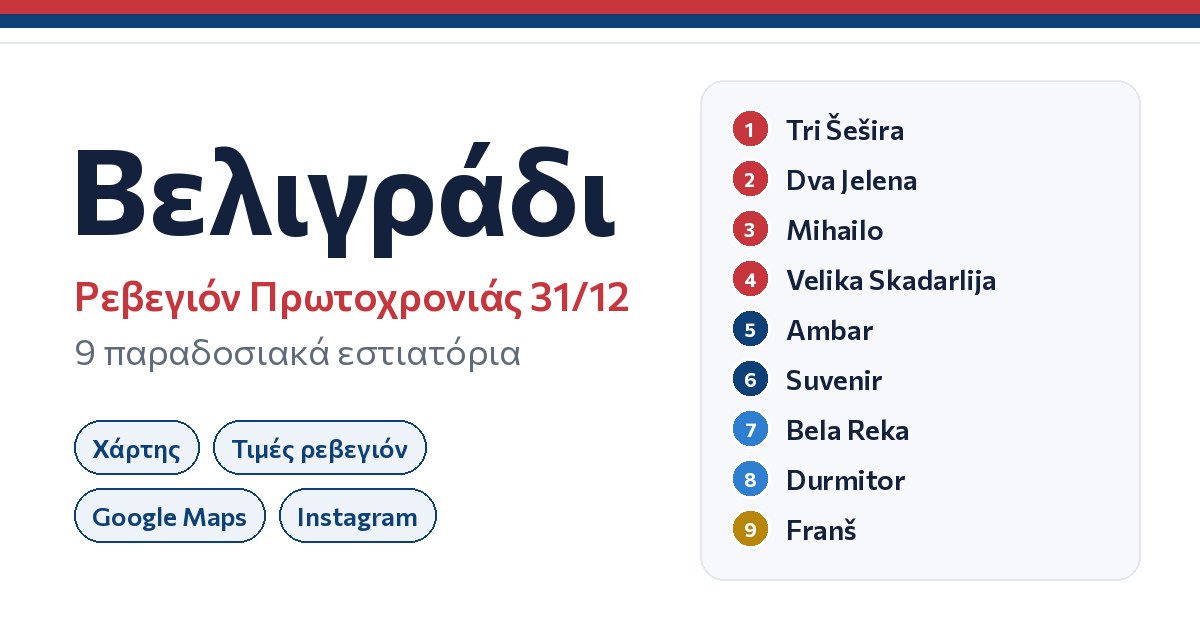 Βελιγράδι
Ρεβεγιόν Πρωτοχρονιάς 31/12
9 παραδοσιακά εστιατόρια
Χάρτης
Τιμές ρεβεγιόν
Google Maps
Instagram
1 Tri Šešira
2 Dva Jelena
3 Mihailo
4 Velika Skadarlija
5 Ambar
6 Suvenir
7 Bela Reka
8 Durmitor
9 Franš